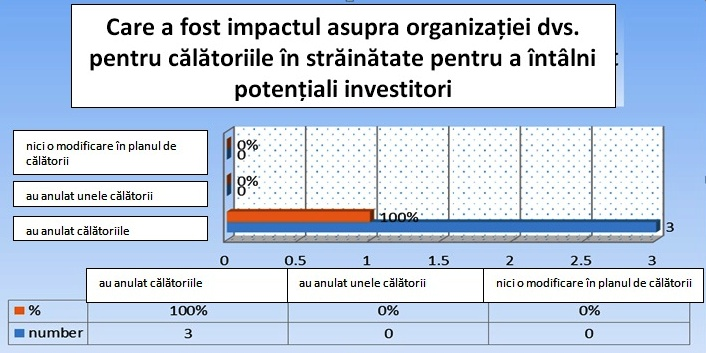 Care a fost impactul asupra organizației dvs.
pentru călătoriile în străinătate pentru a întâlni
potențiali investitori
nici o modificare în planul de
călătorii
0%
0
au anulat unele călătorii
0%
0
au anulat călătoriile
100%
3
0 0.5 1 1.5 2 2.5 3
au anulat călătoriile au anulat unele călătorii nici o modificare în planul de călătorii
% 100% 0% 0%
number 3 0 0